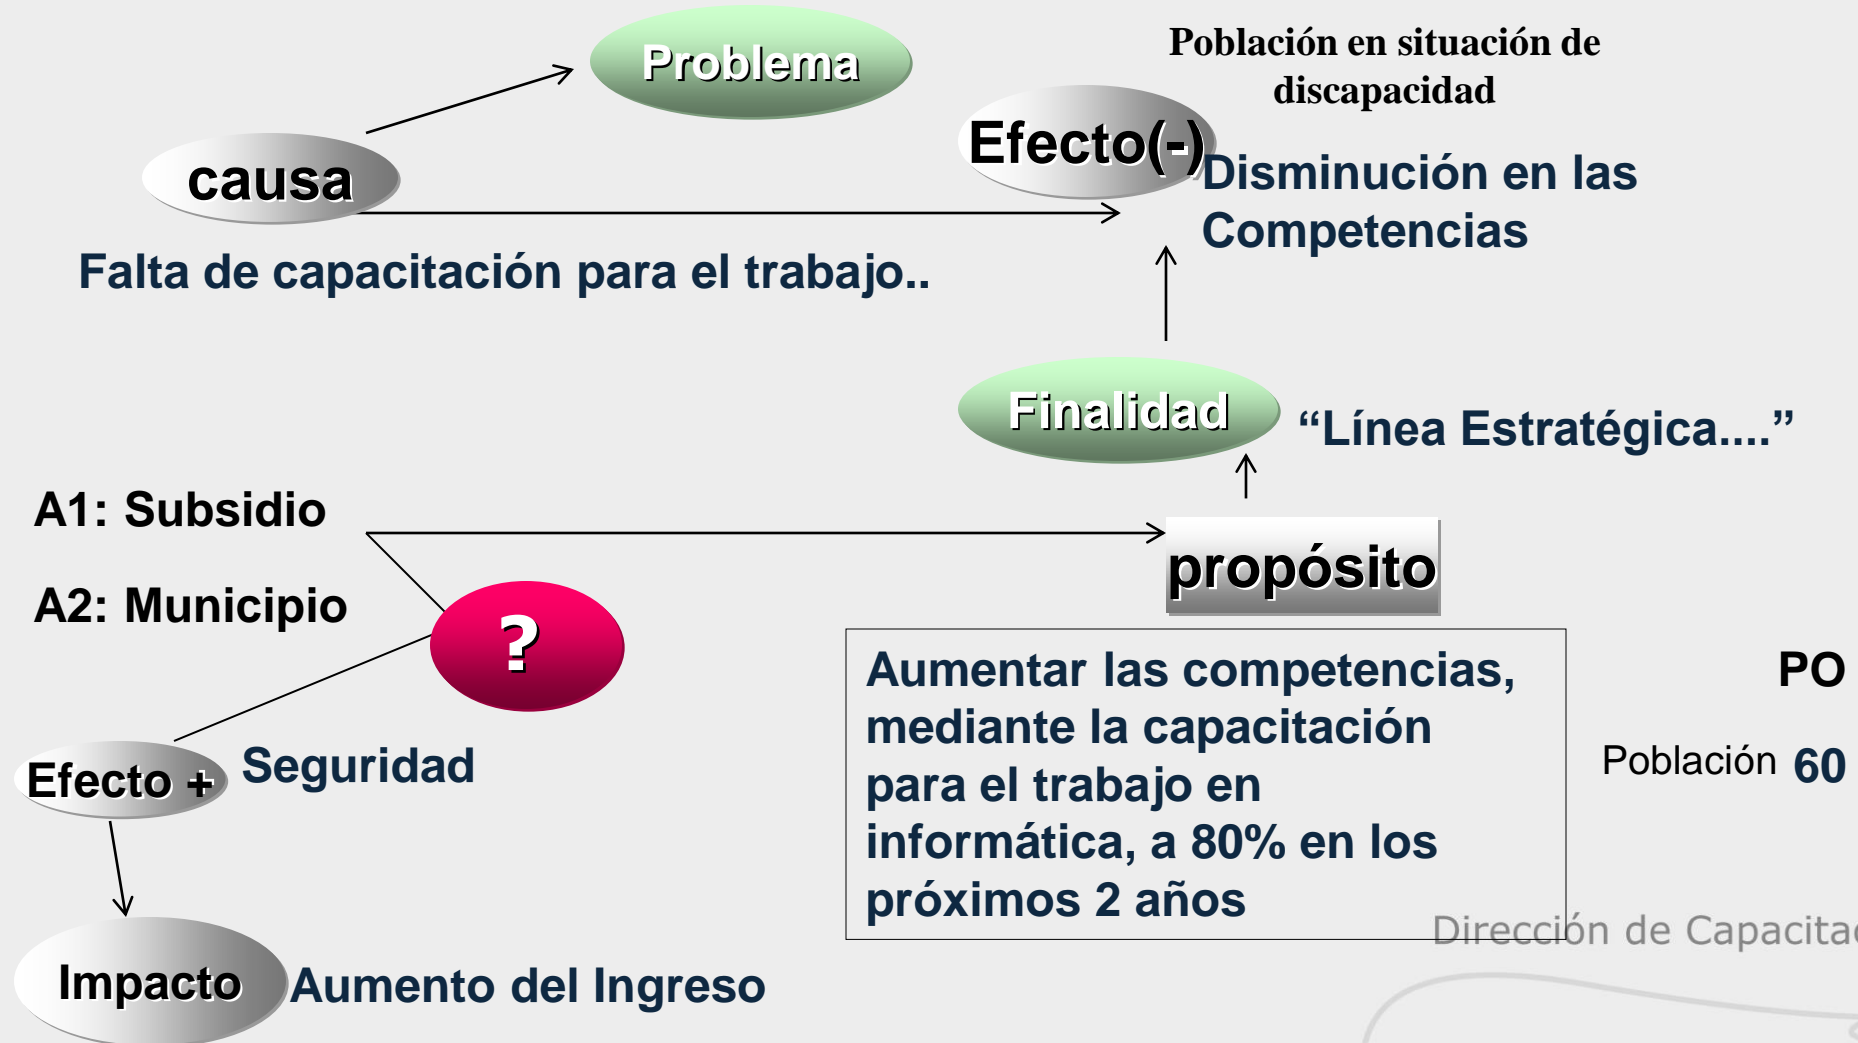 Problema
Población en situación de
discapacidad
causa
Efecto(-)
Disminución en las
Competencias
Falta de capacitación para el trabajo..
Finalidad
“Línea Estratégica....”
A1: Subsidio
propósito
A2: Municipio
?
Aumentar las competencias,
mediante la capacitación
para el trabajo en
informática, a 80% en los
próximos 2 años
PO
Población 60
Efecto +
Seguridad
Impacto
Aumento del Ingreso
Dirección de